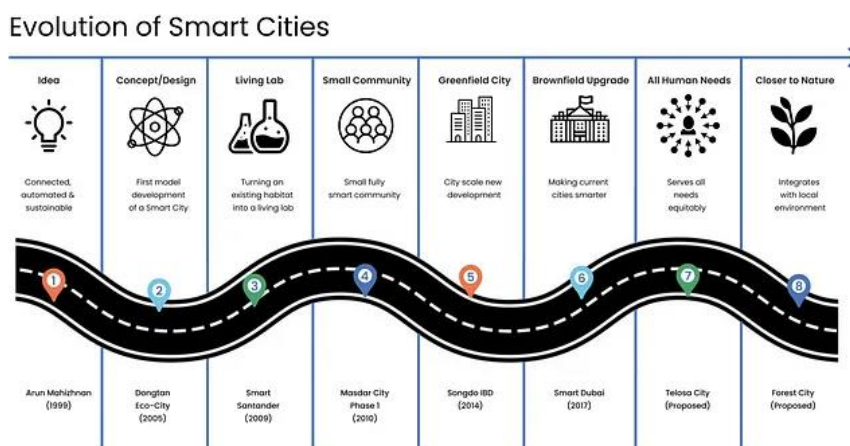 Evolution of Smart Cities
Idea
Concept/Design
Living Lab
Small Community
Greenfield City
Brownfield Upgrade
All Human Needs
Closer to Nature
Connected,
automated &
sustainable
First model
development
of a Smart City
Turning an
existing habitat
into a living lab
Small fully
smart community
City scale new
development
Making current
cities smarter
Serves all
needs
equitably
Integrates
with local
environment
1
2
3
4
5
6
7
8
Arun Mahizhnan
(1999)
Dongtan
Eco-City
(2005)
Smart
Santander
(2009)
Masdar City
Phase 1
(2010)
Songdo IBD
(2014)
Smart Dubai
(2017)
Telosa City
(Proposed)
Forest City
(Proposed)